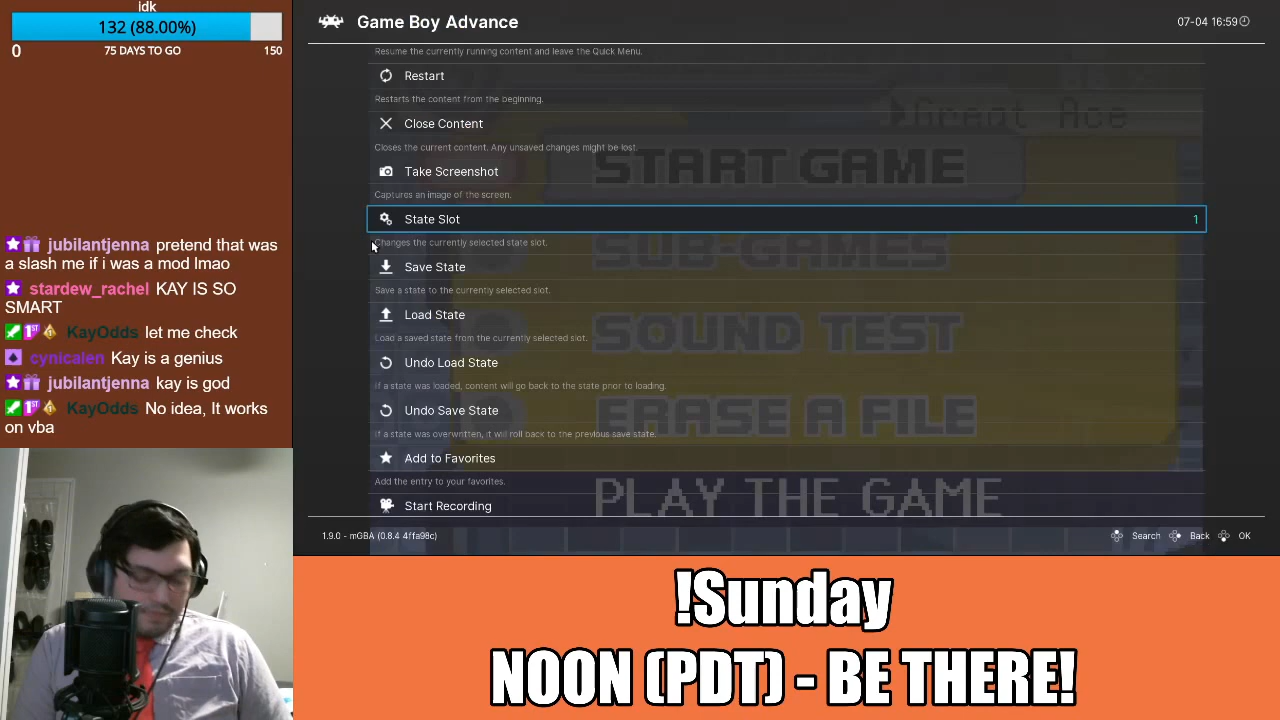 idk
132 (88.00%)
0
75 DAYS TO GO
150
jubilantjenna pretend that was
a slash me if i was a mod lmao
stardew_rachel KAY IS SO
SMART
KayOdds let me check
cynicalen Kay is a genius
jubilantjenna kay is god
KayOdds No idea, It works
on vba
Game Boy Advance
07-04 16:59
Resume the currently running content and leave the Quick Menu.
Restart
Restarts the content from the beginning.
Close Content
Closes the current content. Any unsaved changes might be lost.
Take Screenshot
Captures an image of the screen.
State Slot
1
Changes the currently selected state slot.
Save State
Save a state to the currently selected slot.
Load State
Load a saved state from the currently selected slot.
Undo Load State
If a state was loaded, content will go back to the state prior to loading.
Undo Save State
If a state was overwritten, it will roll back to the previous save state.
Add to Favorites
Add the entry to your favorites.
Start Recording
Great Ace
START GAME
SUB-GAMES
SOUND TEST
ERASE A FILE
PLAY THE GAME
1.9.0 - mGBA (0.8.4 4ffa98c)
Search
Back
OK
!Sunday
NOON (PDT) - BE THERE!